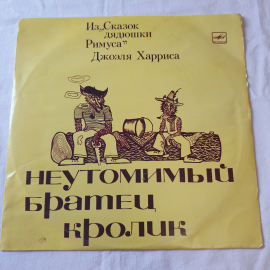 Из „Сказок
дядюшки
Римуса”
Джоэля Харриса
неутомимый
братец
кролик